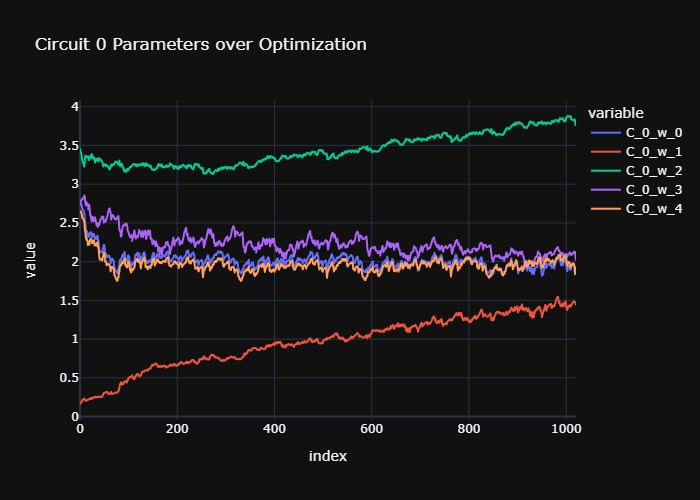 Circuit 0 Parameters over Optimization
variable
C_0_w_0
C_0_w_1
C_0_w_2
C_0_w_3
C_0_w_4
value
4
3.5
3
2.5
2
1.5
1
0.5
0
0 200 400 600 800 1000
index